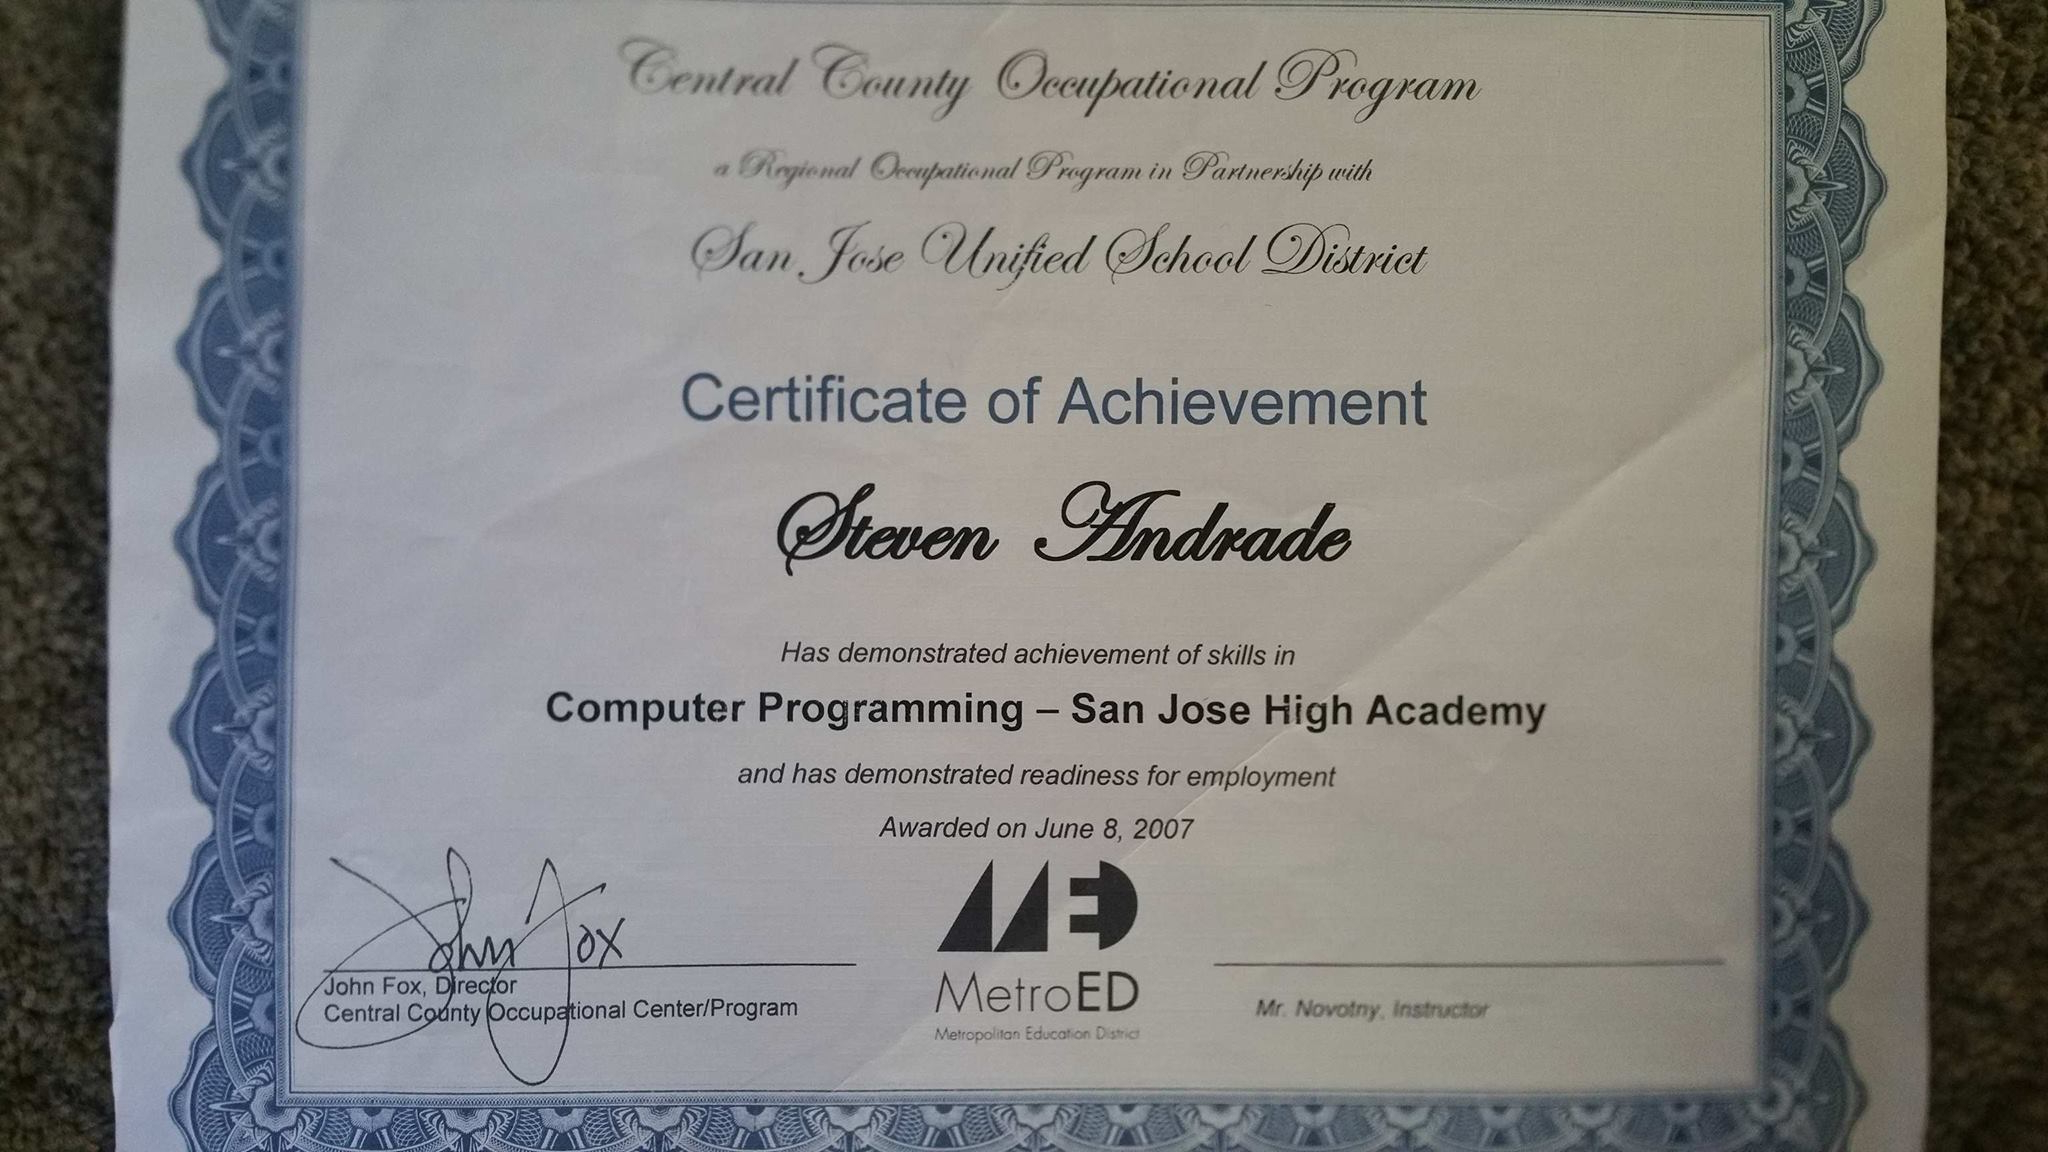 Central County Occupational Program
a Regional Occupational Program in Partnership with
San Jose Unified School District
Certificate of Achievement
Steven Andrade
Has demonstrated achievement of skills in
Computer Programming – San Jose High Academy
and has demonstrated readiness for employment
Awarded on June 8, 2007
John Fox
John Fox, Director
Central County Occupational Center/Program
ME
MetroED
Metropolitan Education District
Mr. Novotny, Instructor